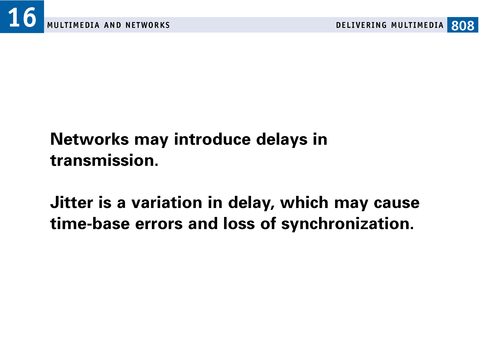 16
MULTIMEDIA AND NETWORKS
DELIVERING MULTIMEDIA 808
Networks may introduce delays in
transmission.
Jitter is a variation in delay, which may cause
time-base errors and loss of synchronization.